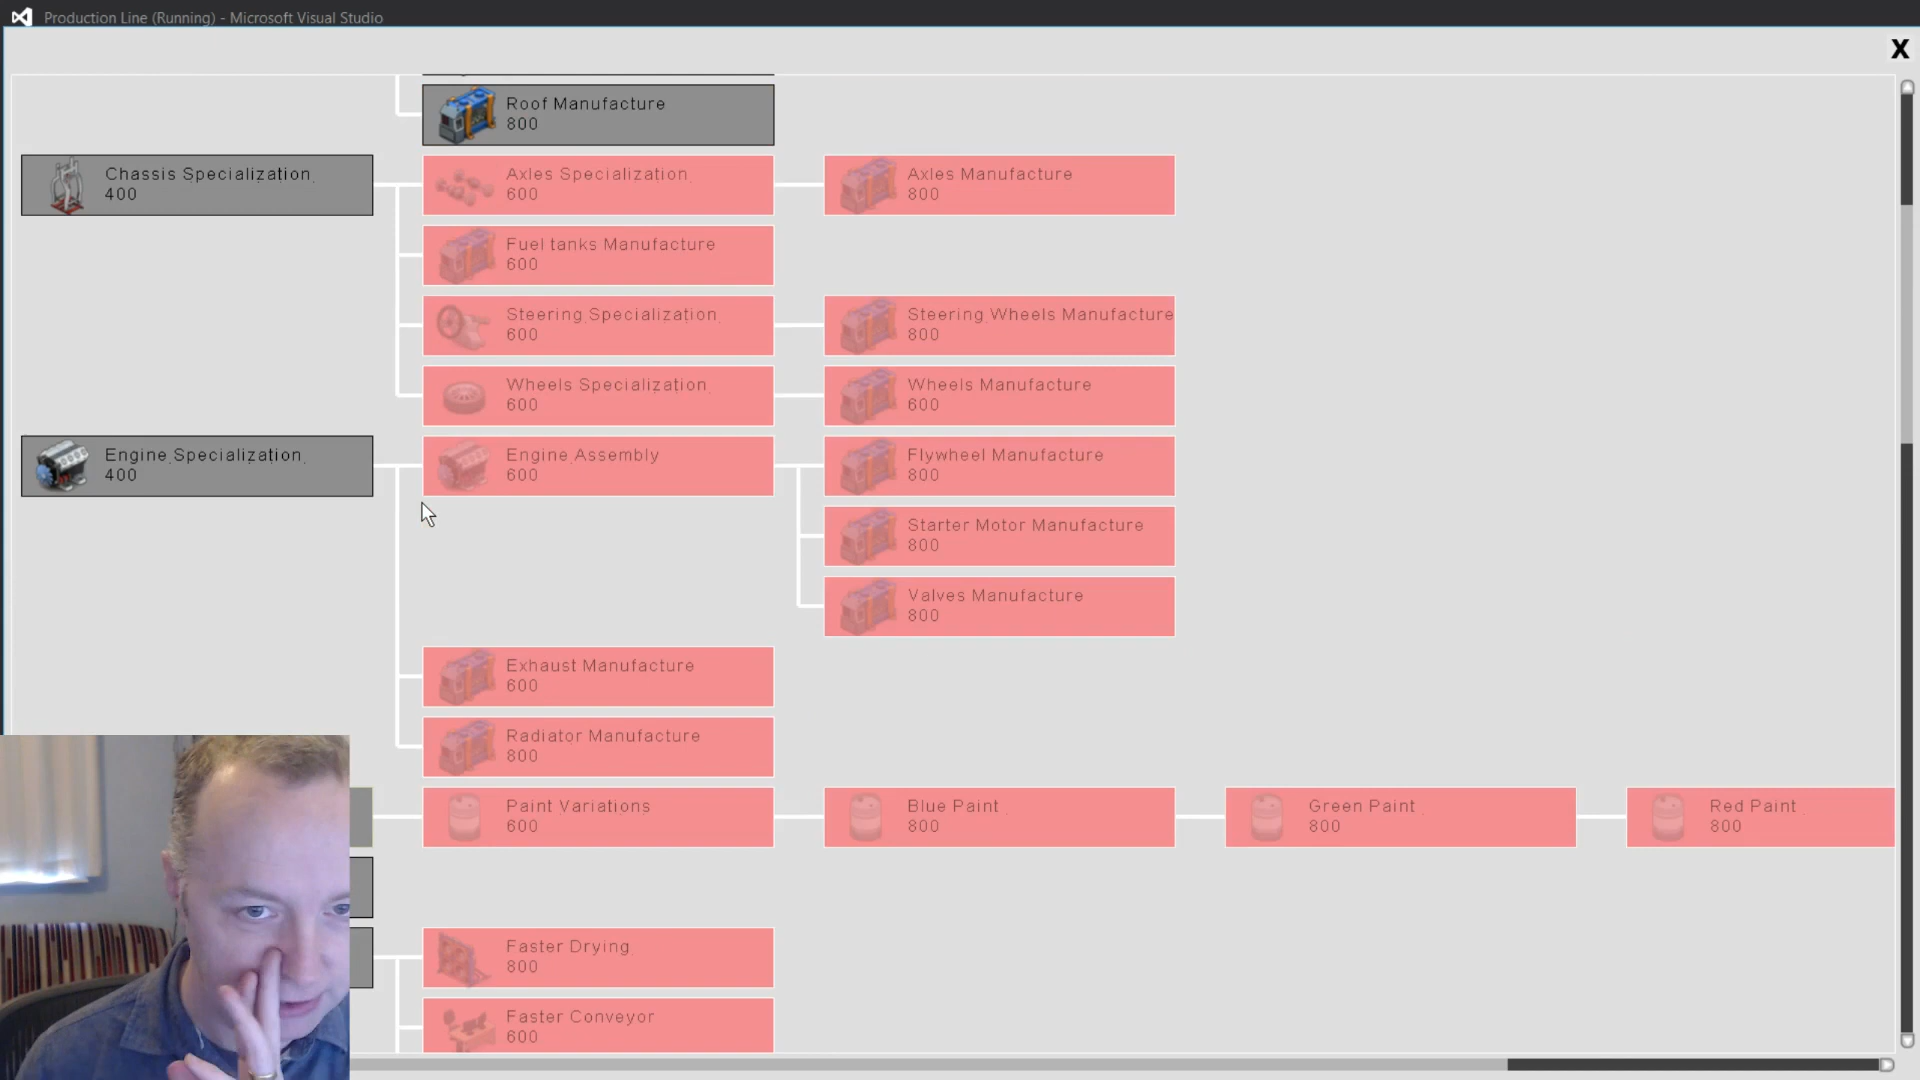 Production Line (Running) - Microsoft Visual Studio
X
Roof Manufacture
800
Chassis Specialization
400
Axles Specialization
600
Axles Manufacture
800
Fuel tanks Manufacture
600
Steering Specialization
600
Steering Wheels Manufacture
800
Wheels Specialization
600
Wheels Manufacture
600
Engine Specialization
400
Engine Assembly
600
Flywheel Manufacture
800
Starter Motor Manufacture
800
Valves Manufacture
800
Exhaust Manufacture
600
Radiator Manufacture
800
Paint Variations
600
Blue Paint
800
Green Paint
800
Red Paint
800
Faster Drying
800
Faster Conveyor
600